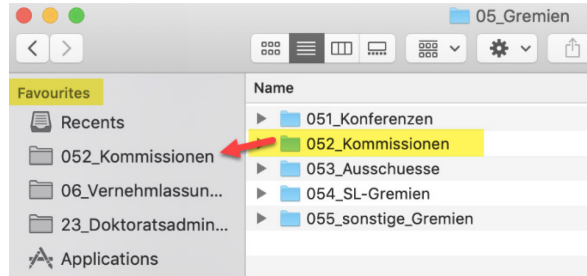 05_Gremien
Favourites
Recents
052_Kommissionen
06_Vernehmlassun...
23_Doktoratsadmin...
Applications
Name
051_Konferenzen
052_Kommissionen
053_Ausschuesse
054_SL-Gremien
055_sonstige_Gremien